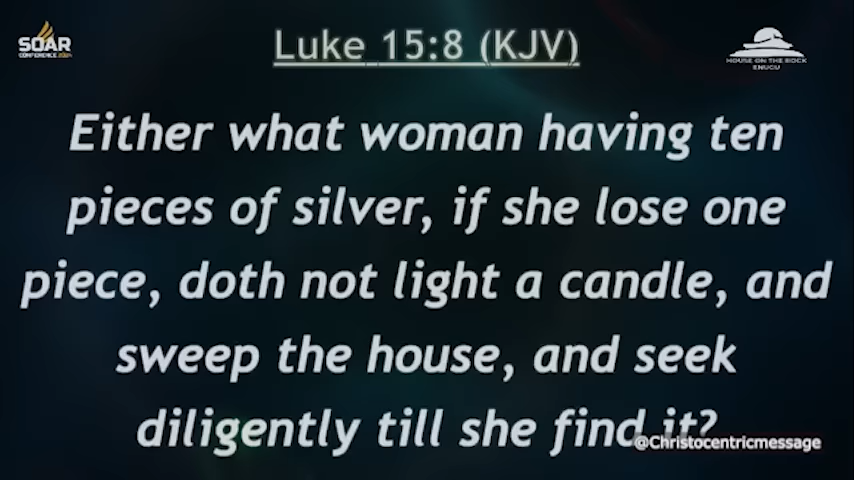 SOAR
CONFERENCE 2024
Luke 15:8 (KJV)
HOUSE ON THE ROCK
ENUGU
Either what woman having ten
pieces of silver, if she lose one
piece, doth not light a candle, and
sweep the house, and seek
diligently till she find it?
@Christocentricmessage